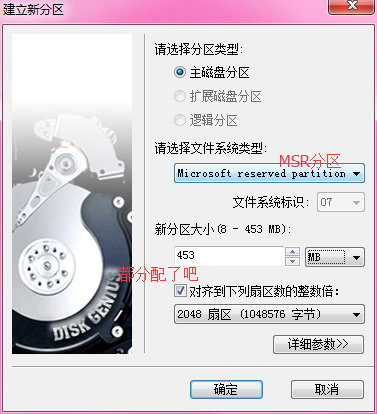 建立新分区
请选择分区类型:
主磁盘分区
扩展磁盘分区
逻辑分区
请选择文件系统类型:
MSR分区
Microsoft reserved partition
文件系统标识: 07
新分区大小(8 - 453 MB):
453 MB
都分配了吧
对齐到下列扇区数的整数倍:
2048 扇区 (1048576 字节)
详细参数>>
DISK GENIUS
确定 取消